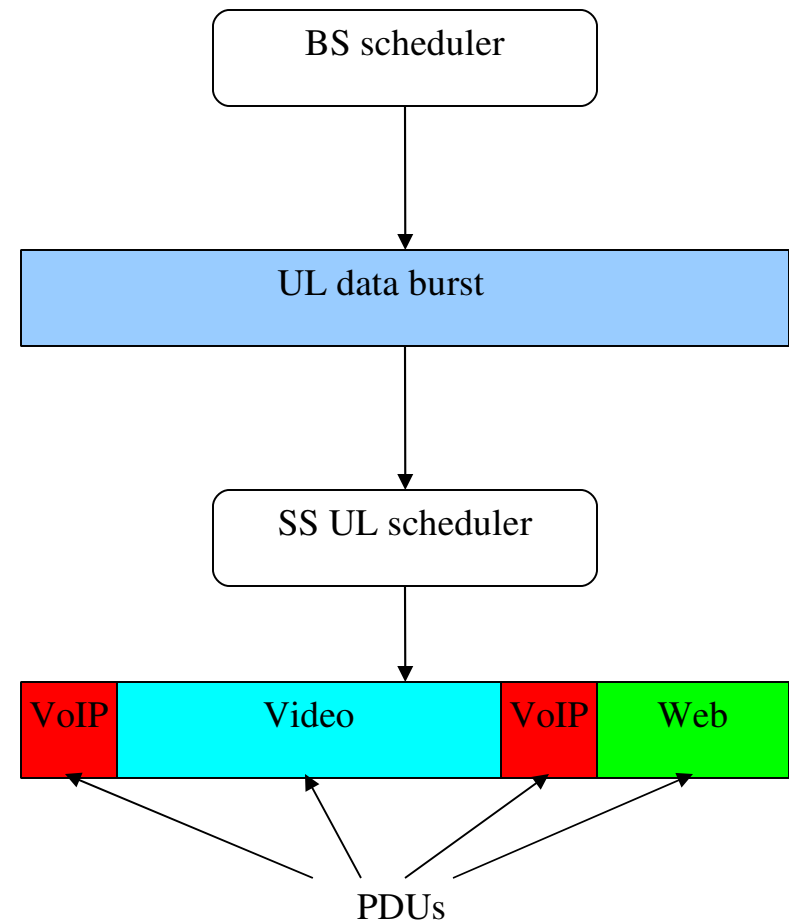 BS scheduler
UL data burst
SS UL scheduler
VoIP Video VoIP Web
PDUs